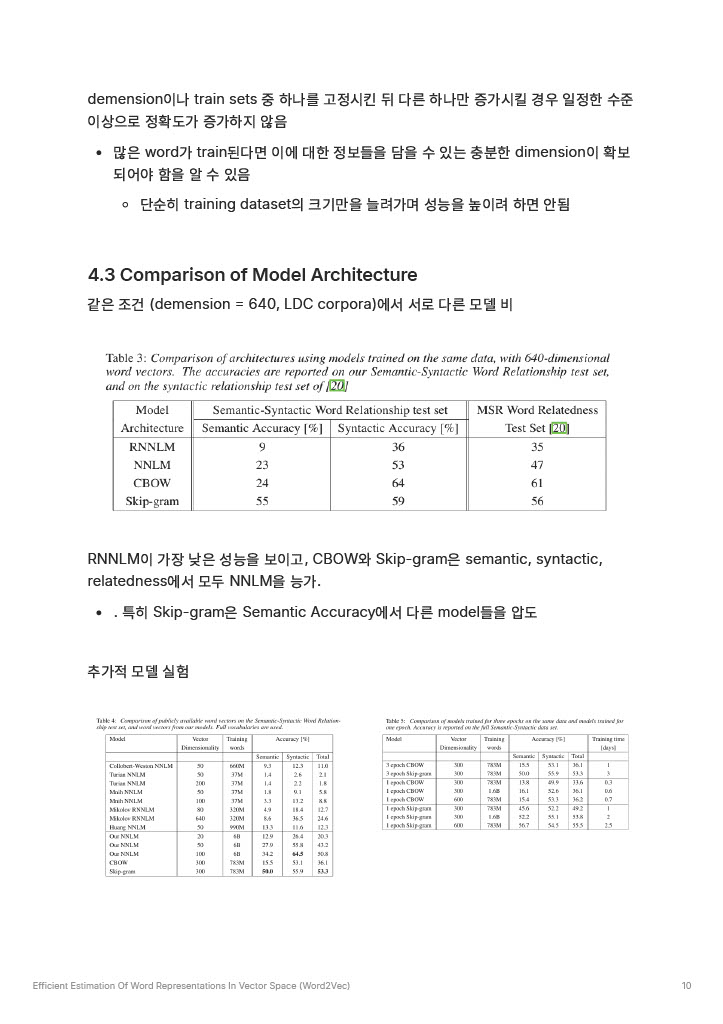 demension이나 train sets 중 하나를 고정시킨 뒤 다른 하나만 증가시킬 경우 일정한 수준
이상으로 정확도가 증가하지 않음
• 많은 word가 train된다면 이에 대한 정보들을 담을 수 있는 충분한 dimension이 확보
되어야 함을 알 수 있음
◦ 단순히 training dataset의 크기만을 늘려가며 성능을 높이려 하면 안됨
4.3 Comparison of Model Architecture
같은 조건 (demension = 640, LDC corpora)에서 서로 다른 모델 비
Table 3: Comparison of architectures using models trained on the same data, with 640-dimensional
word vectors. The accuracies are reported on our Semantic-Syntactic Word Relationship test set,
and on the syntactic relationship test set of [20]
Model Semantic-Syntactic Word Relationship test set MSR Word Relatedness
Architecture Semantic Accuracy [%] Syntactic Accuracy [%] Test Set [20]
RNNLM 9 36 35
NNLM 23 53 47
CBOW 24 64 61
Skip-gram 55 59 56
RNNLM이 가장 낮은 성능을 보이고, CBOW와 Skip-gram은 semantic, syntactic,
relatedness에서 모두 NNLM을 능가.
• . 특히 Skip-gram은 Semantic Accuracy에서 다른 model들을 압도
추가적 모델 실험
Table 4: Comparison of publicly available word vectors on the Semantic-Syntactic Word Relation-
ship test set, and word vectors from our models. Full vocabularies are used.
Model Vector Training Accuracy [%]
Dimensionality words
Semantic Syntactic Total
Collobert-Weston NNLM 50 660M 9.3 12.3 11.0
Turian NNLM 50 37M 1.4 2.6 2.1
Turian NNLM 200 37M 1.4 2.2 1.8
Mnih NNLM 50 37M 1.8 9.1 5.8
Mnih NNLM 100 37M 3.3 13.2 8.8
Mikolov RNNLM 80 320M 4.9 18.4 12.7
Mikolov RNNLM 640 320M 8.6 36.5 24.6
Huang NNLM 50 990M 13.3 11.6 12.3
Our NNLM 20 6B 12.9 26.4 20.3
Our NNLM 50 6B 27.9 55.8 43.2
Our NNLM 100 6B 34.2 64.5 50.8
CBOW 300 783M 15.5 53.1 36.1
Skip-gram 300 783M 50.0 55.9 53.3
Table 5: Comparison of models trained for three epochs on the same data and models trained for
one epoch. Accuracy is reported on the full Semantic-Syntactic data set.
Model Vector Training Accuracy [%] Training time
Dimensionality words [days]
Semantic Syntactic Total
3 epoch CBOW 300 783M 15.5 53.1 36.1 1
3 epoch Skip-gram 300 783M 50.0 55.9 53.3 3
1 epoch CBOW 300 783M 13.8 49.9 33.6 0.3
1 epoch CBOW 300 1.6B 16.1 52.6 36.1 0.6
1 epoch CBOW 600 783M 15.4 53.3 36.2 0.7
1 epoch Skip-gram 300 783M 45.6 52.2 49.2 1
1 epoch Skip-gram 300 1.6B 52.2 55.1 53.8 2
1 epoch Skip-gram 600 783M 56.7 54.5 55.5 2.5
Efficient Estimation Of Word Representations In Vector Space (Word2Vec) 10